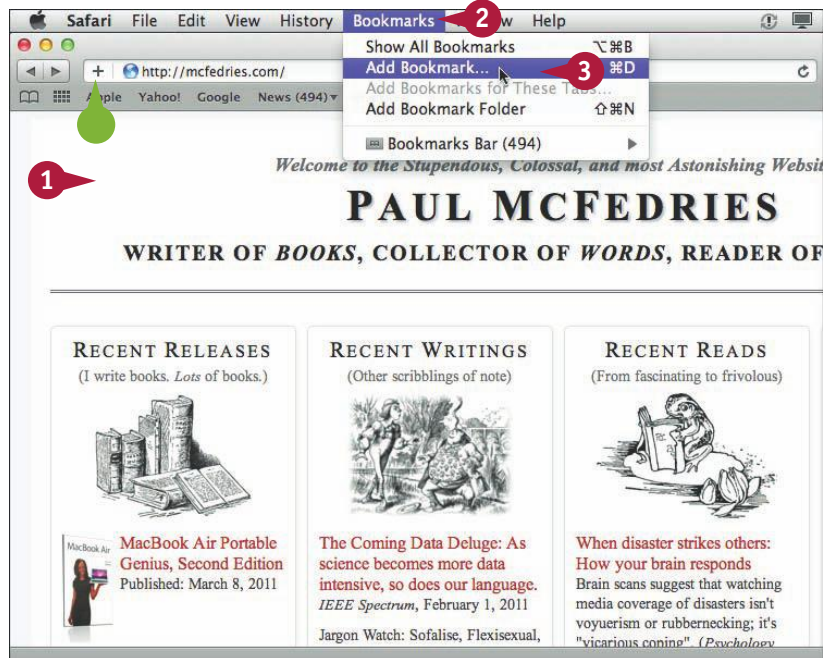 Safari File Edit View History Bookmarks Help
2
Show All Bookmarks ⌥⌘B
Add Bookmark... ⌘D
3
Add Bookmarks for These Tabs...
Add Bookmark Folder ⇧⌘N
Bookmarks Bar (494)
http://mcfedries.com/
Apple Yahoo! Google News (494)
1
Welcome to the Stupendous, Colossal, and most Astonishing
PAUL MCFEDRIES
WRITER OF BOOKS, COLLECTOR OF WORDS, READER OF
RECENT RELEASES
(I write books. Lots of books.)
MacBook Air
MacBook Air Portable
Genius, Second Edition
Published: March 8, 2011
RECENT WRITINGS
(Other scribblings of note)
The Coming Data Deluge: As
science becomes more data
intensive, so does our language.
IEEE Spectrum, February 1, 2011
Jargon Watch: Sofalise, Flexisexual,
RECENT READS
(From fascinating to frivolous)
When disaster strikes others:
How your brain responds
Brain scans suggest that watching
media coverage of disasters isn't
voyuerism or rubbernecking; it's
"vicarious coping". (Psychology